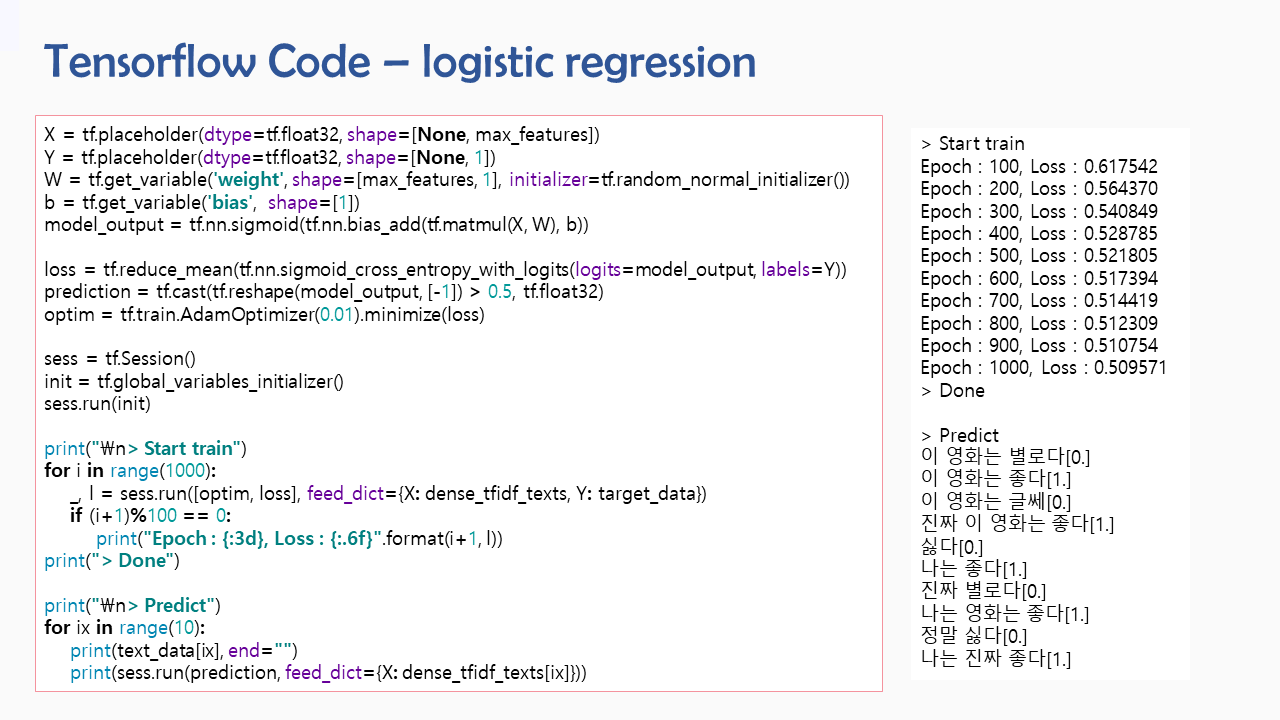 Tensorflow Code – logistic regression
X = tf.placeholder(dtype=tf.float32, shape=[None, max_features])
Y = tf.placeholder(dtype=tf.float32, shape=[None, 1])
W = tf.get_variable('weight', shape=[max_features, 1], initializer=tf.random_normal_initializer())
b = tf.get_variable('bias', shape=[1])
model_output = tf.nn.sigmoid(tf.nn.bias_add(tf.matmul(X, W), b))
loss = tf.reduce_mean(tf.nn.sigmoid_cross_entropy_with_logits(logits=model_output, labels=Y))
prediction = tf.cast(tf.reshape(model_output, [-1]) > 0.5, tf.float32)
optim = tf.train.AdamOptimizer(0.01).minimize(loss)
sess = tf.Session()
init = tf.global_variables_initializer()
sess.run(init)
print("₩n> Start train")
for i in range(1000):
    _, l = sess.run([optim, loss], feed_dict={X: dense_tfidf_texts, Y: target_data})
    if (i+1)%100 == 0:
        print("Epoch : {:3d}, Loss : {:.6f}".format(i+1, l))
print("> Done")
print("₩n> Predict")
for ix in range(10):
    print(text_data[ix], end="")
    print(sess.run(prediction, feed_dict={X: dense_tfidf_texts[ix]}))
> Start train
Epoch : 100, Loss : 0.617542
Epoch : 200, Loss : 0.564370
Epoch : 300, Loss : 0.540849
Epoch : 400, Loss : 0.528785
Epoch : 500, Loss : 0.521805
Epoch : 600, Loss : 0.517394
Epoch : 700, Loss : 0.514419
Epoch : 800, Loss : 0.512309
Epoch : 900, Loss : 0.510754
Epoch : 1000, Loss : 0.509571
> Done
> Predict
이 영화는 별로다[0.]
이 영화는 좋다[1.]
이 영화는 글쎄[0.]
진짜 이 영화는 좋다[1.]
싫다[0.]
나는 좋다[1.]
진짜 별로다[0.]
나는 영화는 좋다[1.]
정말 싫다[0.]
나는 진짜 좋다[1.]